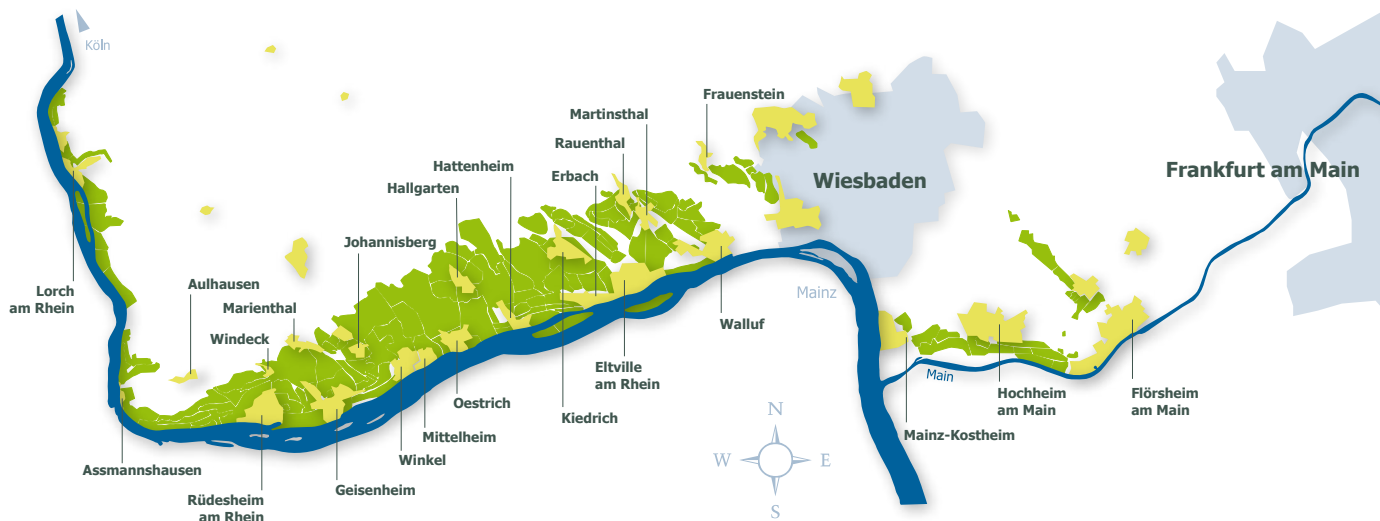 Köln
Frauenstein
Martinsthal
Rauenthal
Hattenheim
Erbach
Hallgarten
Johannisberg
Aulhausen
Marienthal
Windeck
Lorch
am Rhein
Wiesbaden
Frankfurt am Main
Mainz
Walluf
Eltville
am Rhein
Main
Oestrich
Kiedrich
Mittelheim
Winkel
Assmannshausen
Geisenheim
Rüdesheim
am Rhein
Hochheim
am Main
Flörsheim
am Main
Mainz-Kostheim
N
W
E
S